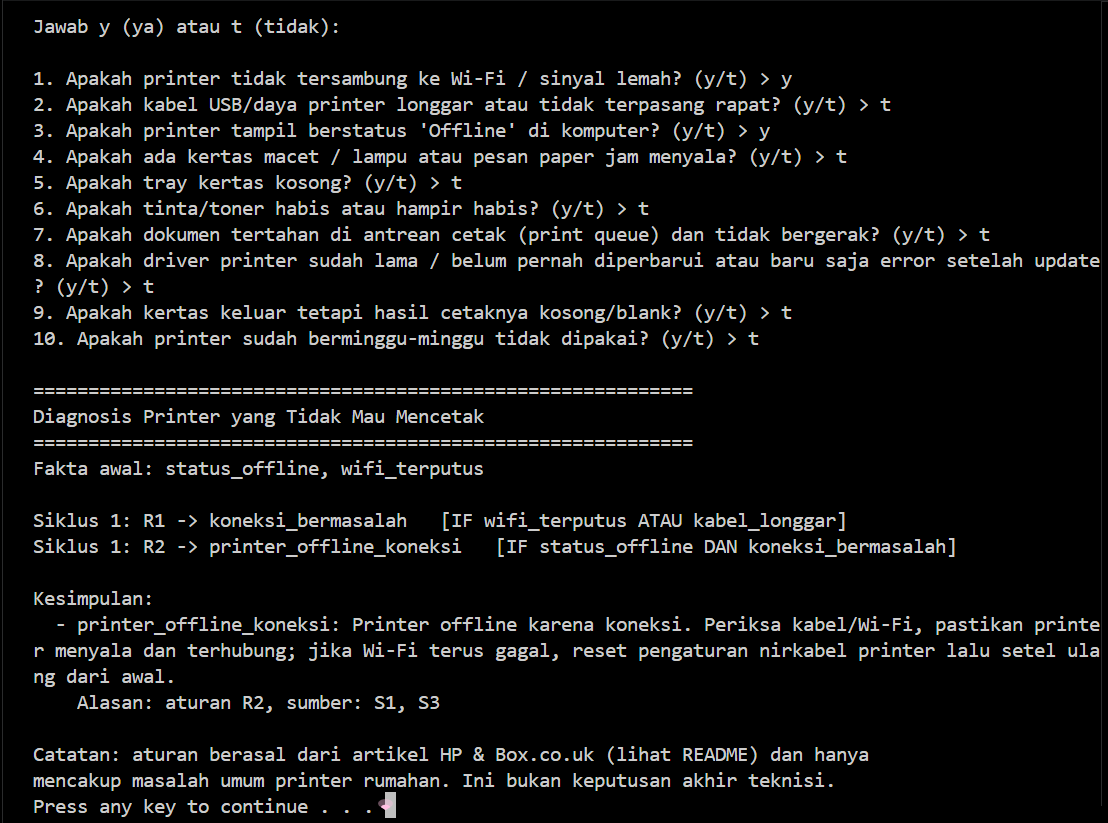 Jawab y (ya) atau t (tidak):
1. Apakah printer tidak tersambung ke Wi-Fi / sinyal lemah? (y/t) > y
2. Apakah kabel USB/daya printer longgar atau tidak terpasang rapat? (y/t) > t
3. Apakah printer tampil berstatus 'Offline' di komputer? (y/t) > y
4. Apakah ada kertas macet / lampu atau pesan paper jam menyala? (y/t) > t
5. Apakah tray kertas kosong? (y/t) > t
6. Apakah tinta/toner habis atau hampir habis? (y/t) > t
7. Apakah dokumen tertahan di antrean cetak (print queue) dan tidak bergerak? (y/t) > t
8. Apakah driver printer sudah lama / belum pernah diperbarui atau baru saja error setelah update
? (y/t) > t
9. Apakah kertas keluar tetapi hasil cetaknya kosong/blank? (y/t) > t
10. Apakah printer sudah berminggu-minggu tidak dipakai? (y/t) > t
============================================================
Diagnosis Printer yang Tidak Mau Mencetak
============================================================
Fakta awal: status_offline, wifi_terputus
Siklus 1: R1 -> koneksi_bermasalah   [IF wifi_terputus ATAU kabel_longgar]
Siklus 1: R2 -> printer_offline_koneksi   [IF status_offline DAN koneksi_bermasalah]
Kesimpulan:
  - printer_offline_koneksi: Printer offline karena koneksi. Periksa kabel/Wi-Fi, pastikan printe
r menyala dan terhubung; jika Wi-Fi terus gagal, reset pengaturan nirkabel printer lalu setel ula
ng dari awal.
    Alasan: aturan R2, sumber: S1, S3
Catatan: aturan berasal dari artikel HP & Box.co.uk (lihat README) dan hanya
mencakup masalah umum printer rumahan. Ini bukan keputusan akhir teknisi.
Press any key to continue . . .